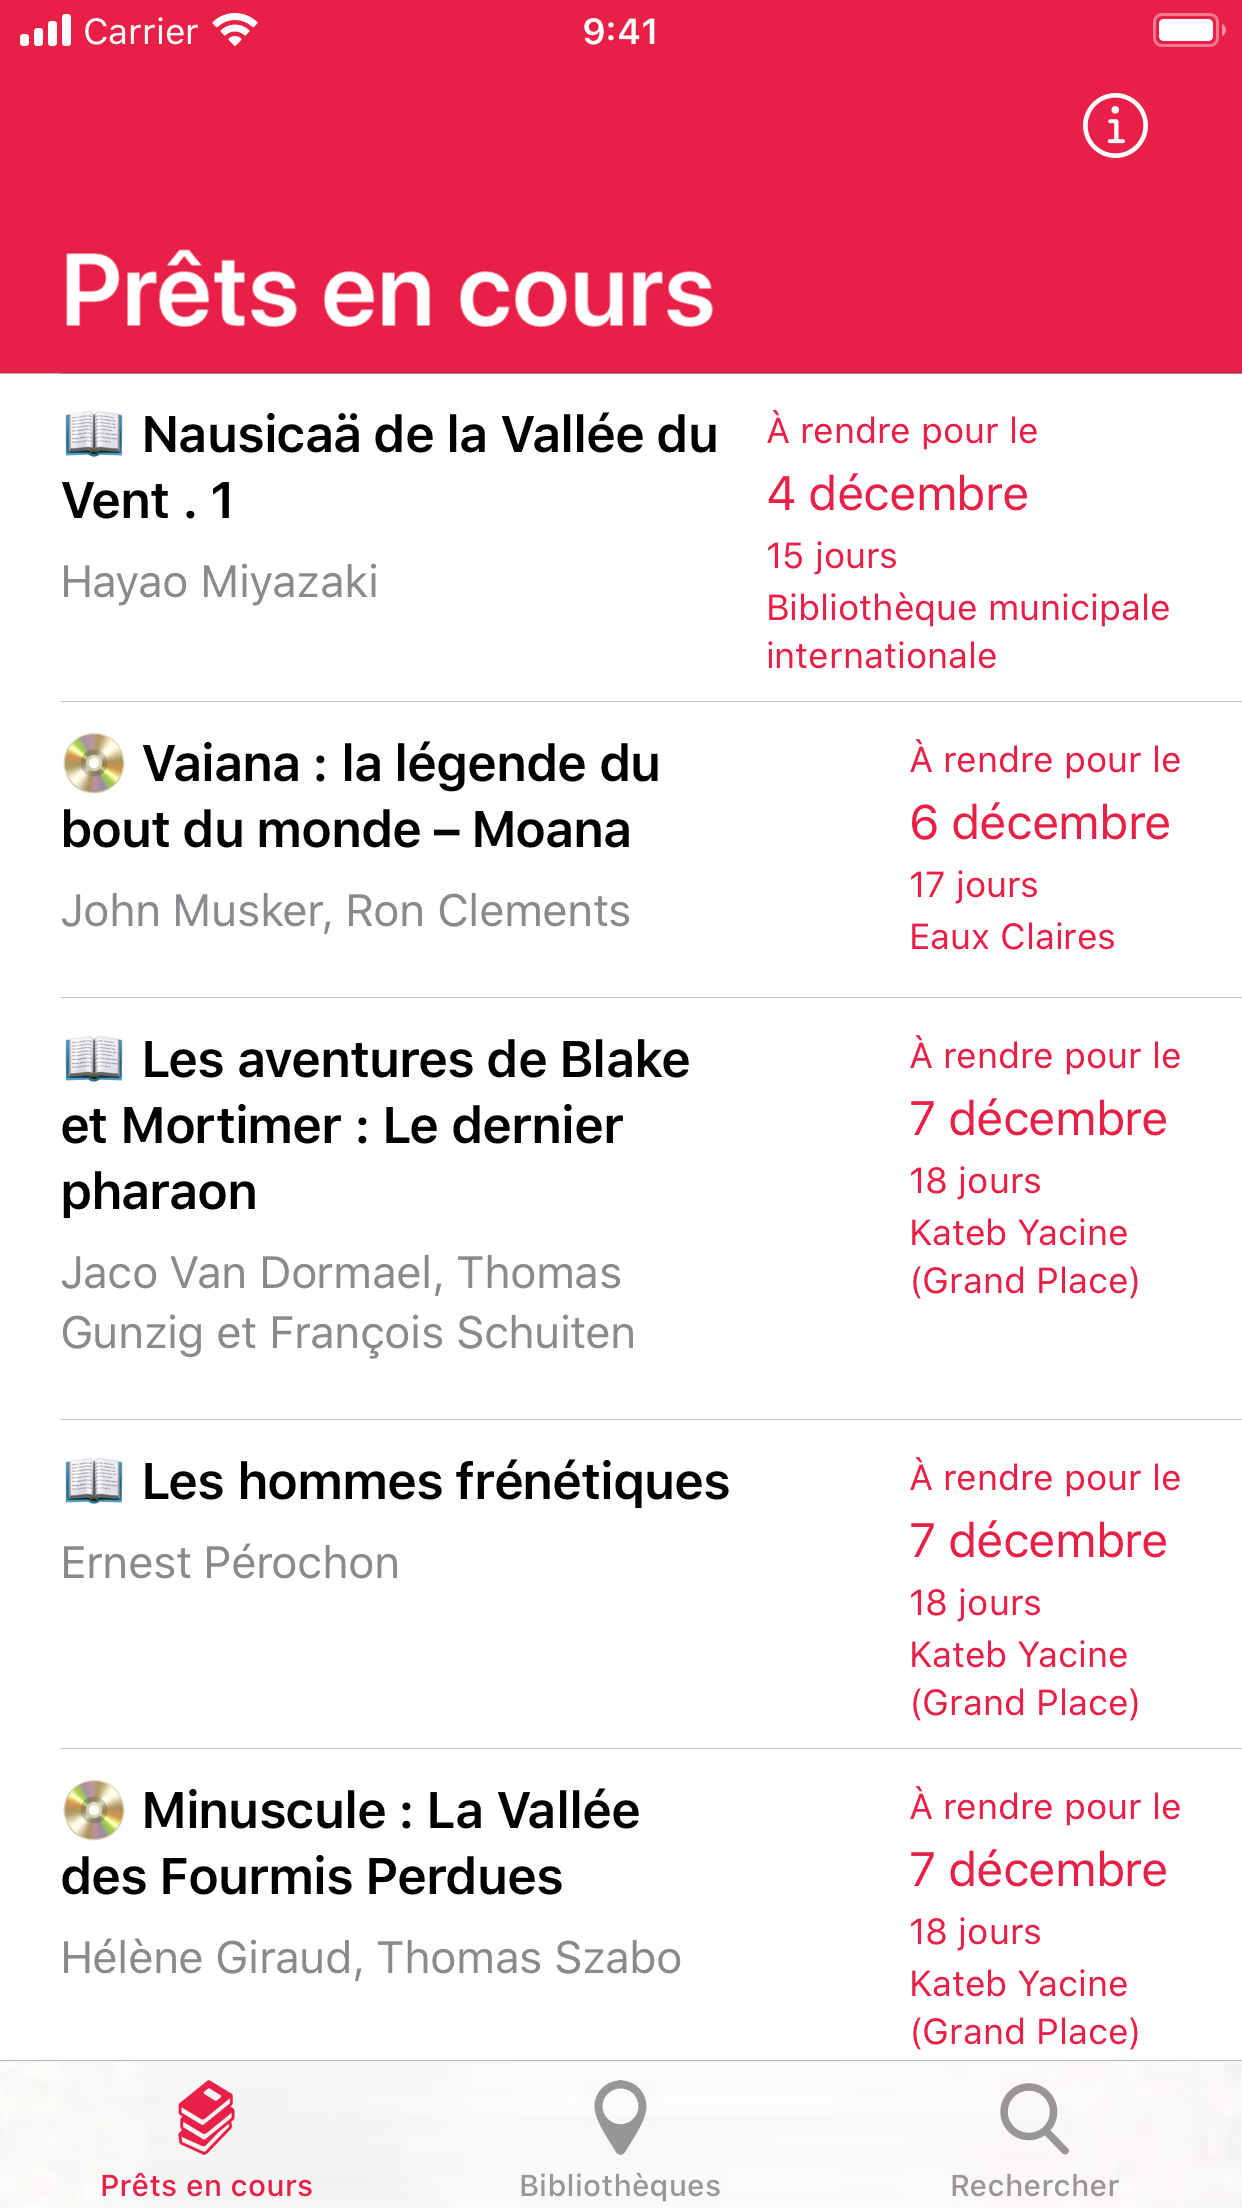 Carrier
9:41
Prêts en cours
Nausicaä de la Vallée du
Vent . 1
Hayao Miyazaki
À rendre pour le
4 décembre
15 jours
Bibliothèque municipale
internationale
Vaiana : la légende du
bout du monde – Moana
John Musker, Ron Clements
À rendre pour le
6 décembre
17 jours
Eaux Claires
Les aventures de Blake
et Mortimer : Le dernier
pharaon
Jaco Van Dormael, Thomas
Gunzig et François Schuiten
À rendre pour le
7 décembre
18 jours
Kateb Yacine
(Grand Place)
Les hommes frénétiques
Ernest Pérochon
À rendre pour le
7 décembre
18 jours
Kateb Yacine
(Grand Place)
Minuscule : La Vallée
des Fourmis Perdues
Hélène Giraud, Thomas Szabo
À rendre pour le
7 décembre
18 jours
Kateb Yacine
(Grand Place)
Prêts en cours
Bibliothèques
Rechercher